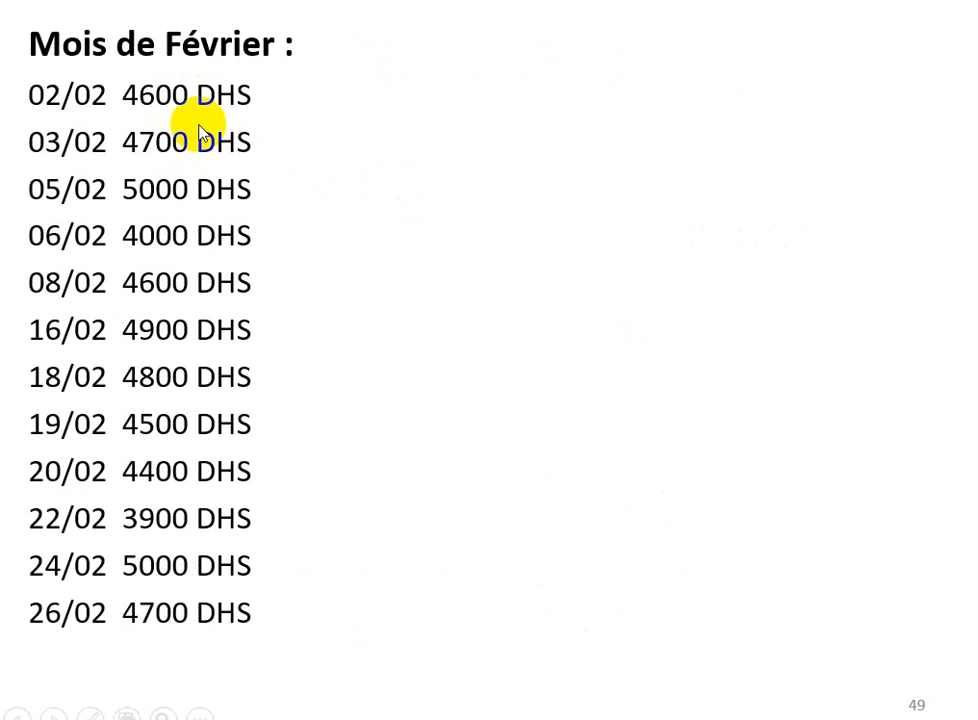 Mois de Février :
02/02 4600 DHS
03/02 4700 DHS
05/02 5000 DHS
06/02 4000 DHS
08/02 4600 DHS
16/02 4900 DHS
18/02 4800 DHS
19/02 4500 DHS
20/02 4400 DHS
22/02 3900 DHS
24/02 5000 DHS
26/02 4700 DHS
49